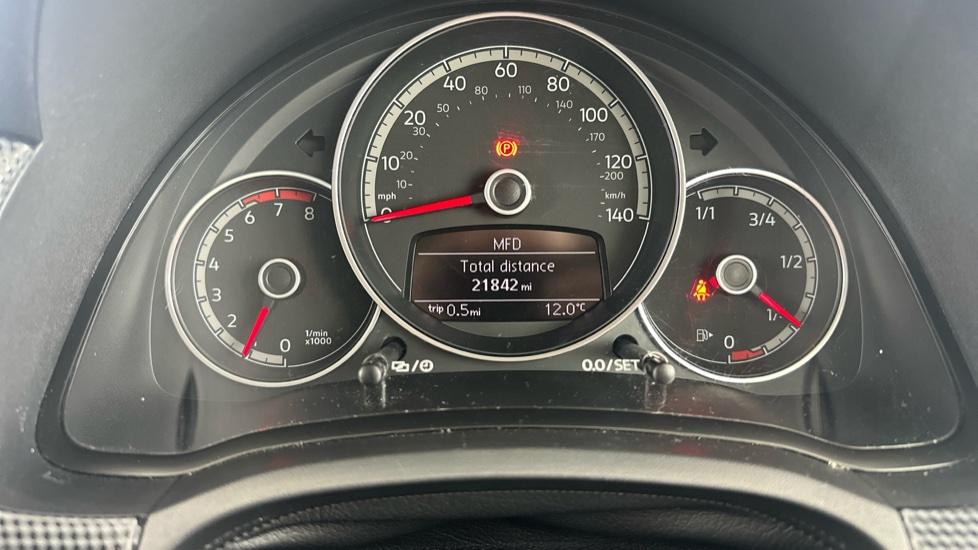 60
40
80
80
110
50
140
20
100
30
170
(P)
10
20
120
200
10
mph
km/h
0
140
6
7
8
5
4
3
2
0
1/min
x1000
1/1
3/4
1/2
0
MFD
Total distance
21842 mi
trip 0.5mi
12.0°C
0.0/SET